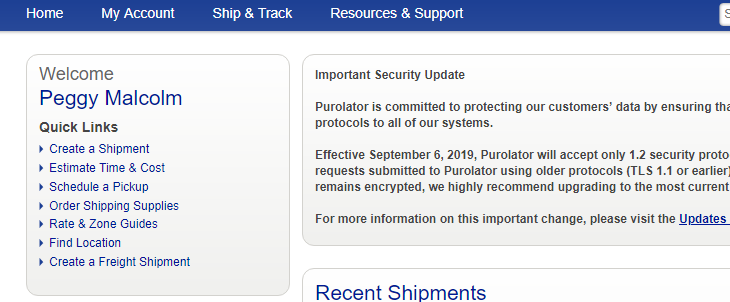 Home My Account Ship & Track Resources & Support
Welcome
Peggy Malcolm
Quick Links
Create a Shipment
Estimate Time & Cost
Schedule a Pickup
Order Shipping Supplies
Rate & Zone Guides
Find Location
Create a Freight Shipment
Important Security Update
Purolator is committed to protecting our customers' data by ensuring tha
protocols to all of our systems.
Effective September 6, 2019, Purolator will accept only 1.2 security proto
requests submitted to Purolator using older protocols (TLS 1.1 or earlier)
remains encrypted, we highly recommend upgrading to the most current
For more information on this important change, please visit the Updates
Recent Shipments